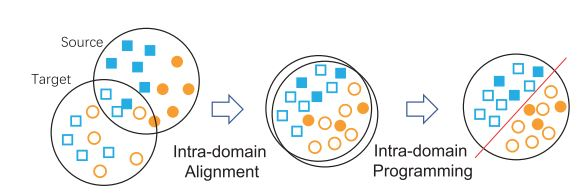 Source
Target
Intra-domain
Alignment
Intra-domain
Programming